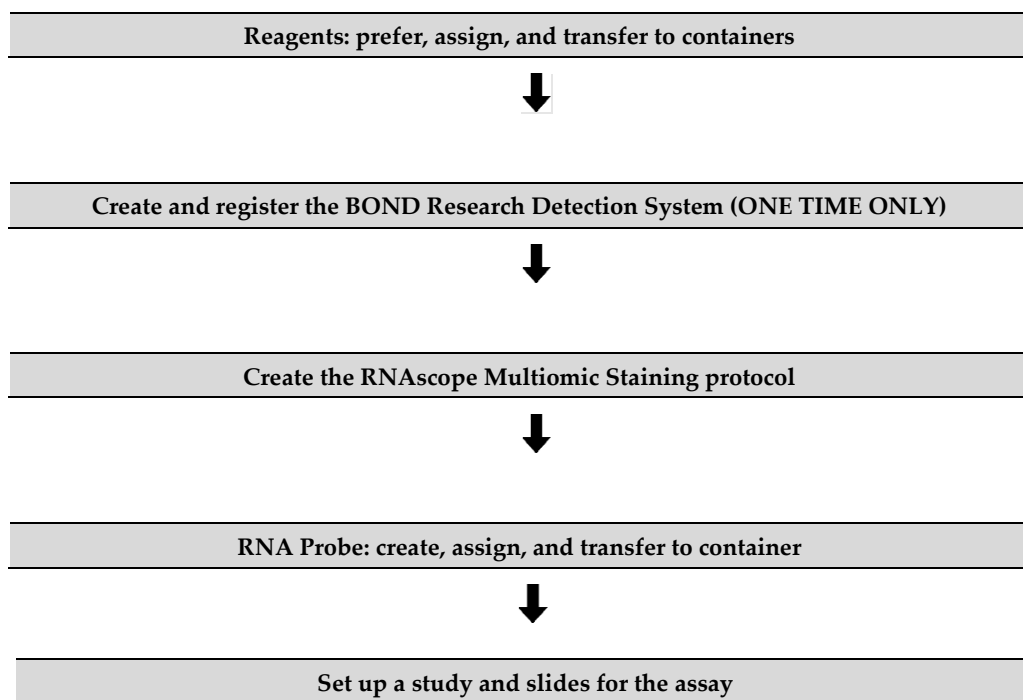 Reagents: prefer, assign, and transfer to containers
Create and register the BOND Research Detection System (ONE TIME ONLY)
Create the RNAscope Multiomic Staining protocol
RNA Probe: create, assign, and transfer to container
Set up a study and slides for the assay